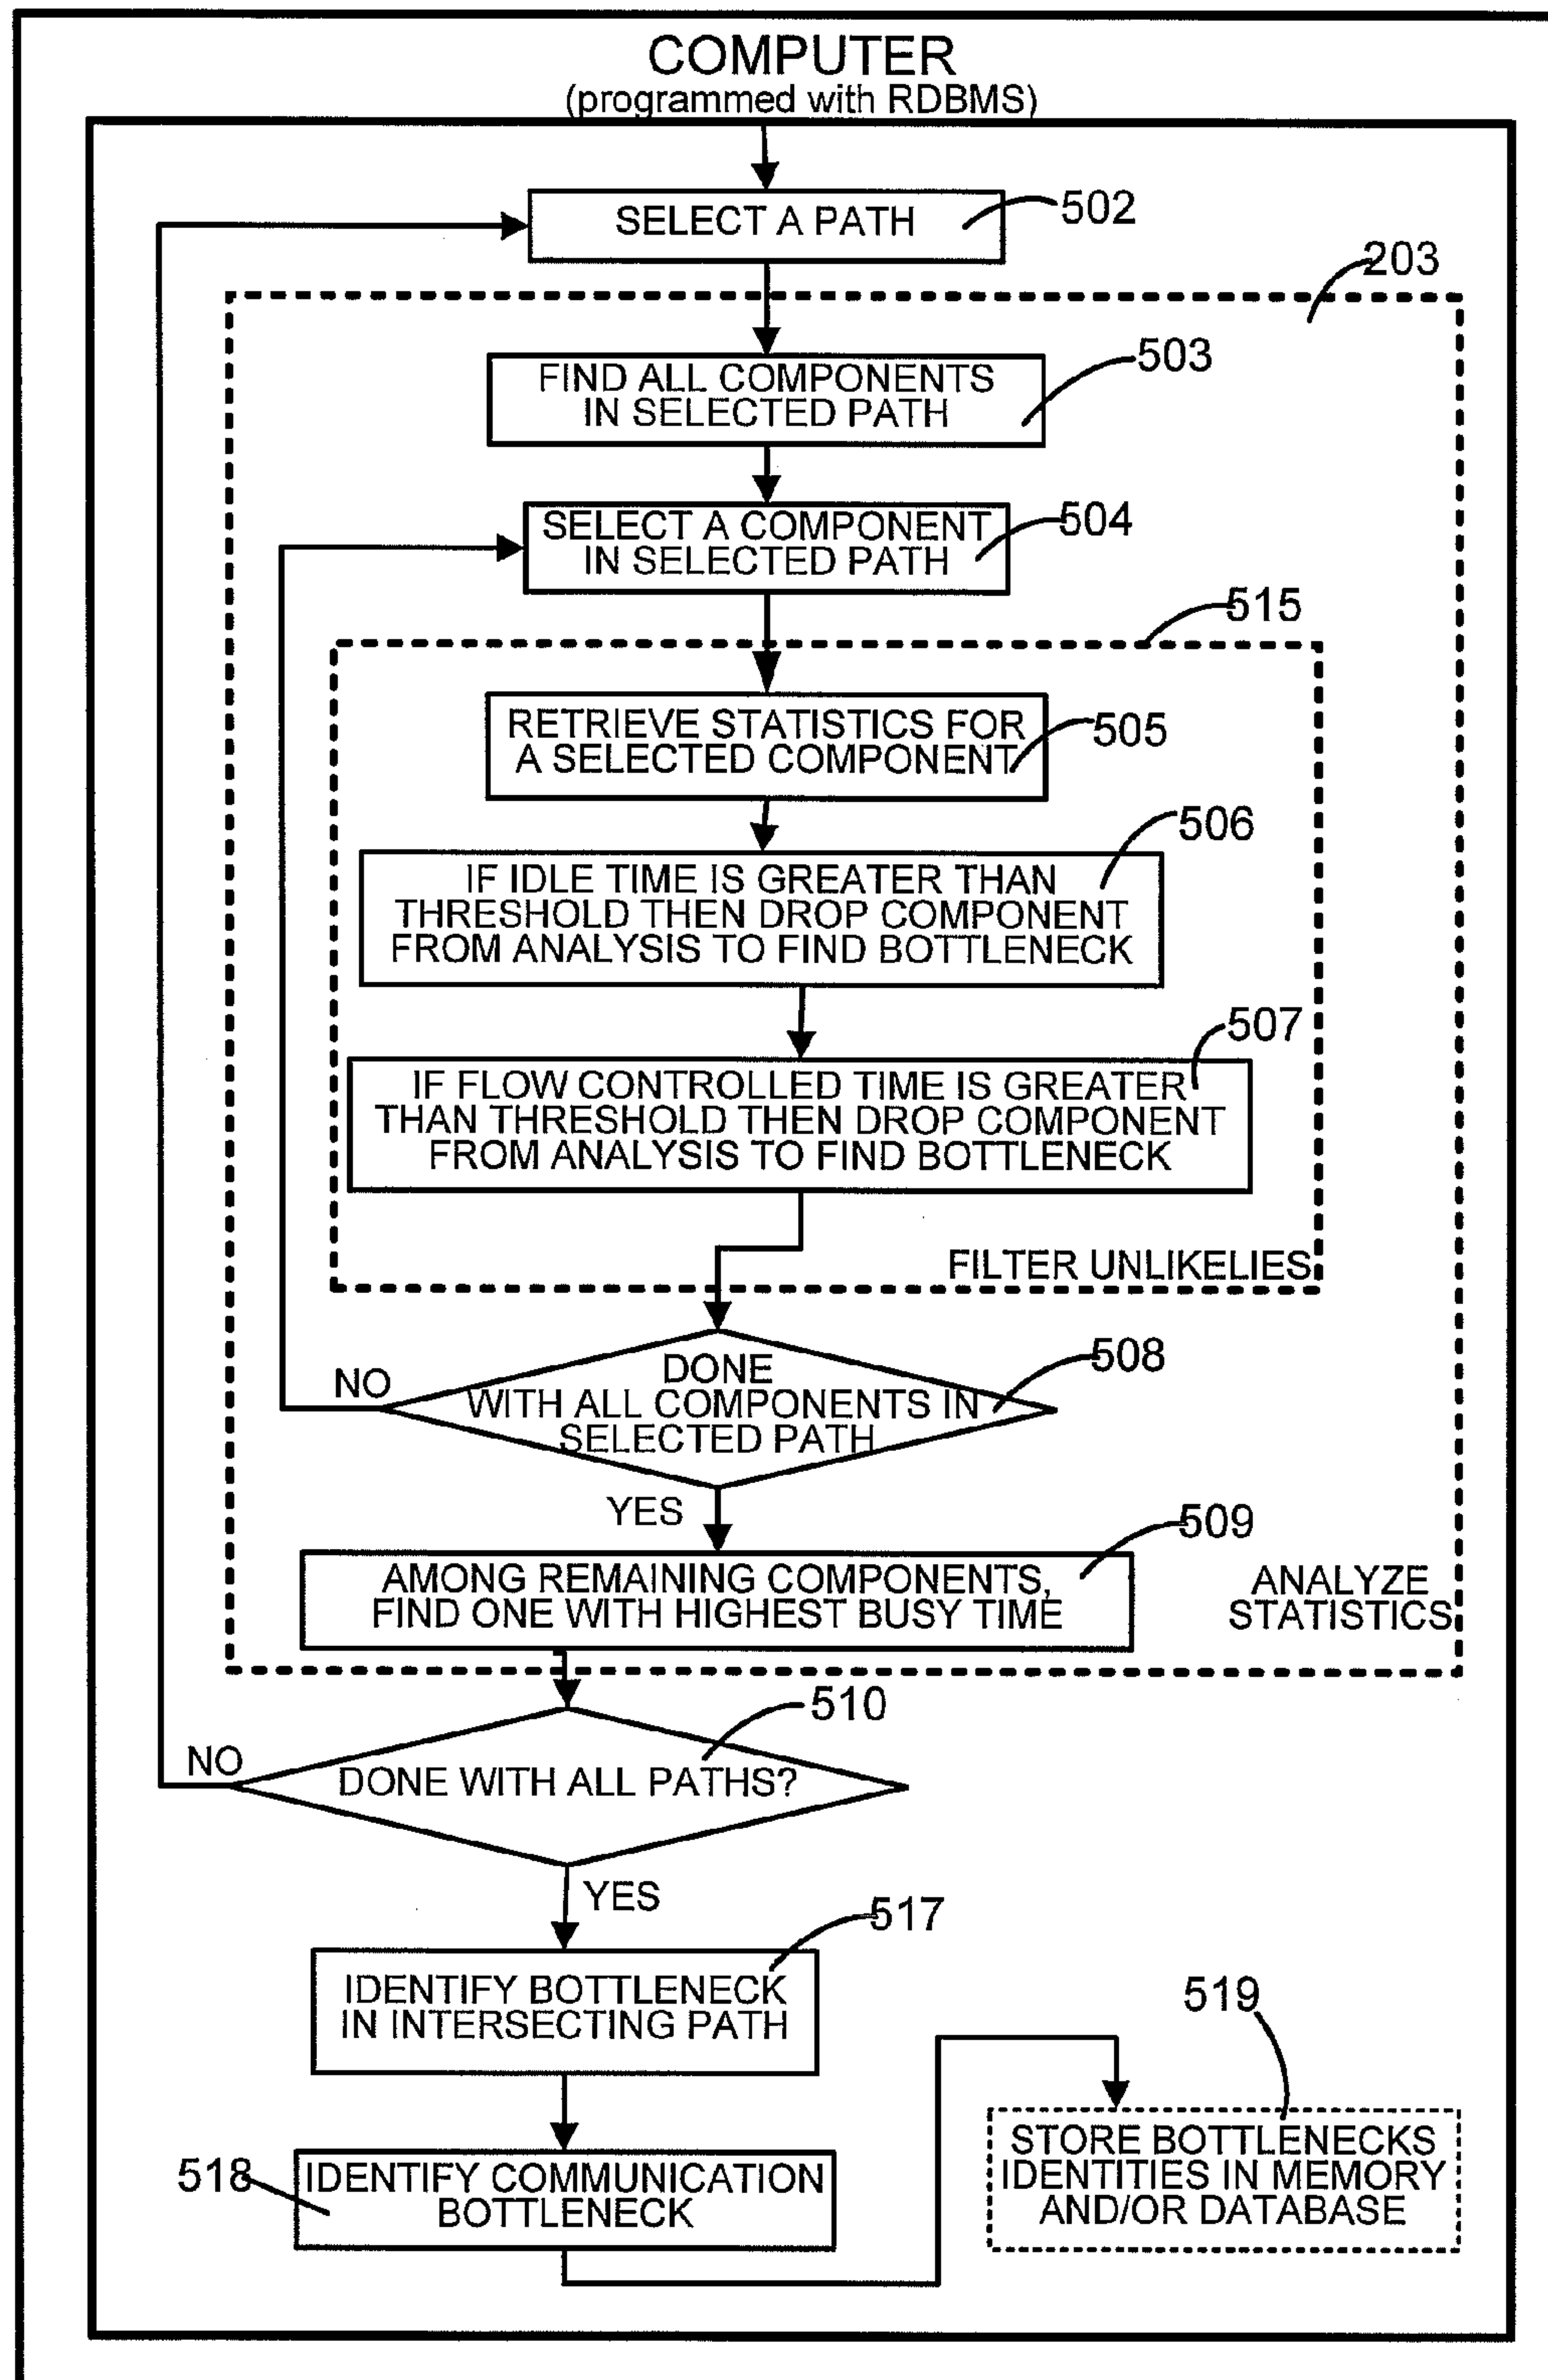 COMPUTER
(programmed with RDBMS)
SELECT A PATH
502
203
FIND ALL COMPONENTS
IN SELECTED PATH
503
SELECT A COMPONENT
IN SELECTED PATH
504
515
RETRIEVE STATISTICS FOR
A SELECTED COMPONENT
505
506
IF IDLE TIME IS GREATER THAN
THRESHOLD THEN DROP COMPONENT
FROM ANALYSIS TO FIND BOTTLENECK
507
IF FLOW CONTROLLED TIME IS GREATER
THAN THRESHOLD THEN DROP COMPONENT
FROM ANALYSIS TO FIND BOTTLENECK
FILTER UNLIKELIES
DONE
WITH ALL COMPONENTS IN
SELECTED PATH
508
NO
YES
509
AMONG REMAINING COMPONENTS,
FIND ONE WITH HIGHEST BUSY TIME
ANALYZE
STATISTICS
510
NO
DONE WITH ALL PATHS?
YES
517
IDENTIFY BOTTLENECK
IN INTERSECTING PATH
519
518
IDENTIFY COMMUNICATION
BOTTLENECK
STORE BOTTLENECKS
IDENTITIES IN MEMORY
AND/OR DATABASE